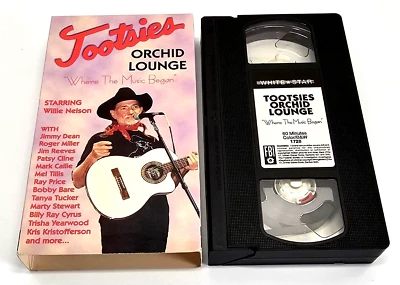 Tootsies
ORCHID
LOUNGE
"Where The Music Began"
STARRING
Willie Nelson
WITH
Jimmy Dean
Roger Miller
Jim Reeves
Patsy Cline
Mark Callie
Mel Tillis
Ray Price
Bobby Bare
Tanya Tucker
Marty Stewart
Billy Ray Cyrus
Trisha Yearwood
Kris Kristofferson
and more...
WHITE★STAR
TOOTSIES
ORCHID
LOUNGE
"Where The Music Began"
60 Minutes
Color/B&W
1728